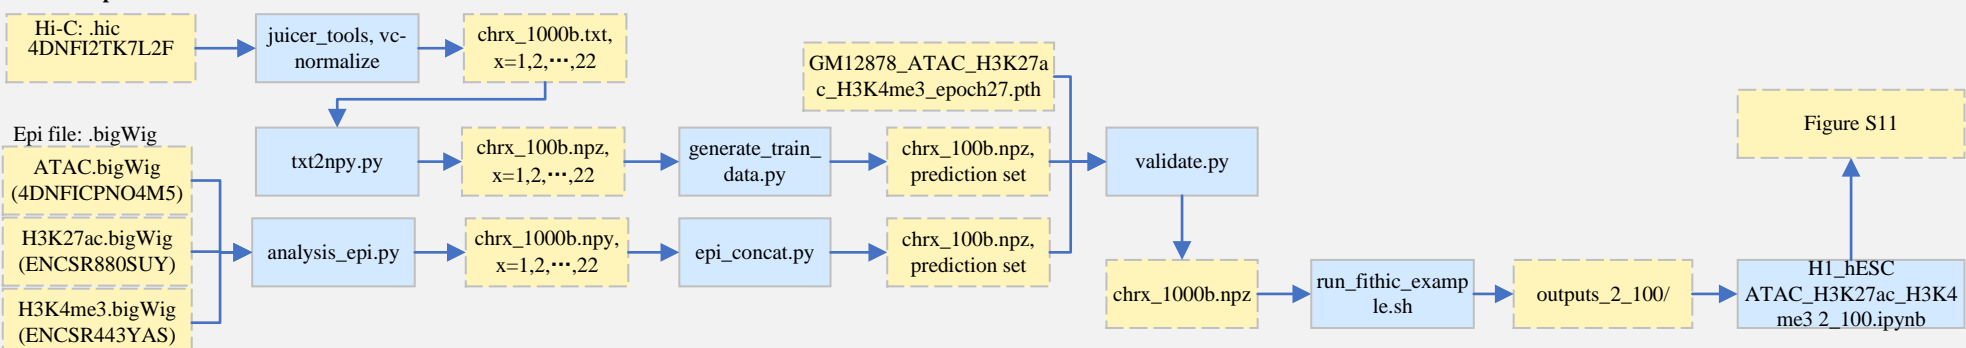 Hi-C: .hic
4DNFI2TK7L2F
juicer_tools, vc-
normalize
chrx_1000b.txt,
x=1,2,⋯,22
GM12878_ATAC_H3K27a
c_H3K4me3_epoch27.pth
Figure S11
Epi file: .bigWig
ATAC.bigWig
(4DNFICPNO4M5)
txt2npy.py
chrx_100b.npz,
x=1,2,⋯,22
generate_train_
data.py
chrx_100b.npz,
prediction set
validate.py
H3K27ac.bigWig
(ENCSR880SUY)
analysis_epi.py
chrx_1000b.npy,
x=1,2,⋯,22
epi_concat.py
chrx_100b.npz,
prediction set
H3K4me3.bigWig
(ENCSR443YAS)
chrx_1000b.npz
run_fithic_examp
le.sh
outputs_2_100/
H1_hESC
ATAC_H3K27ac_H3K4
me3 2_100.ipynb